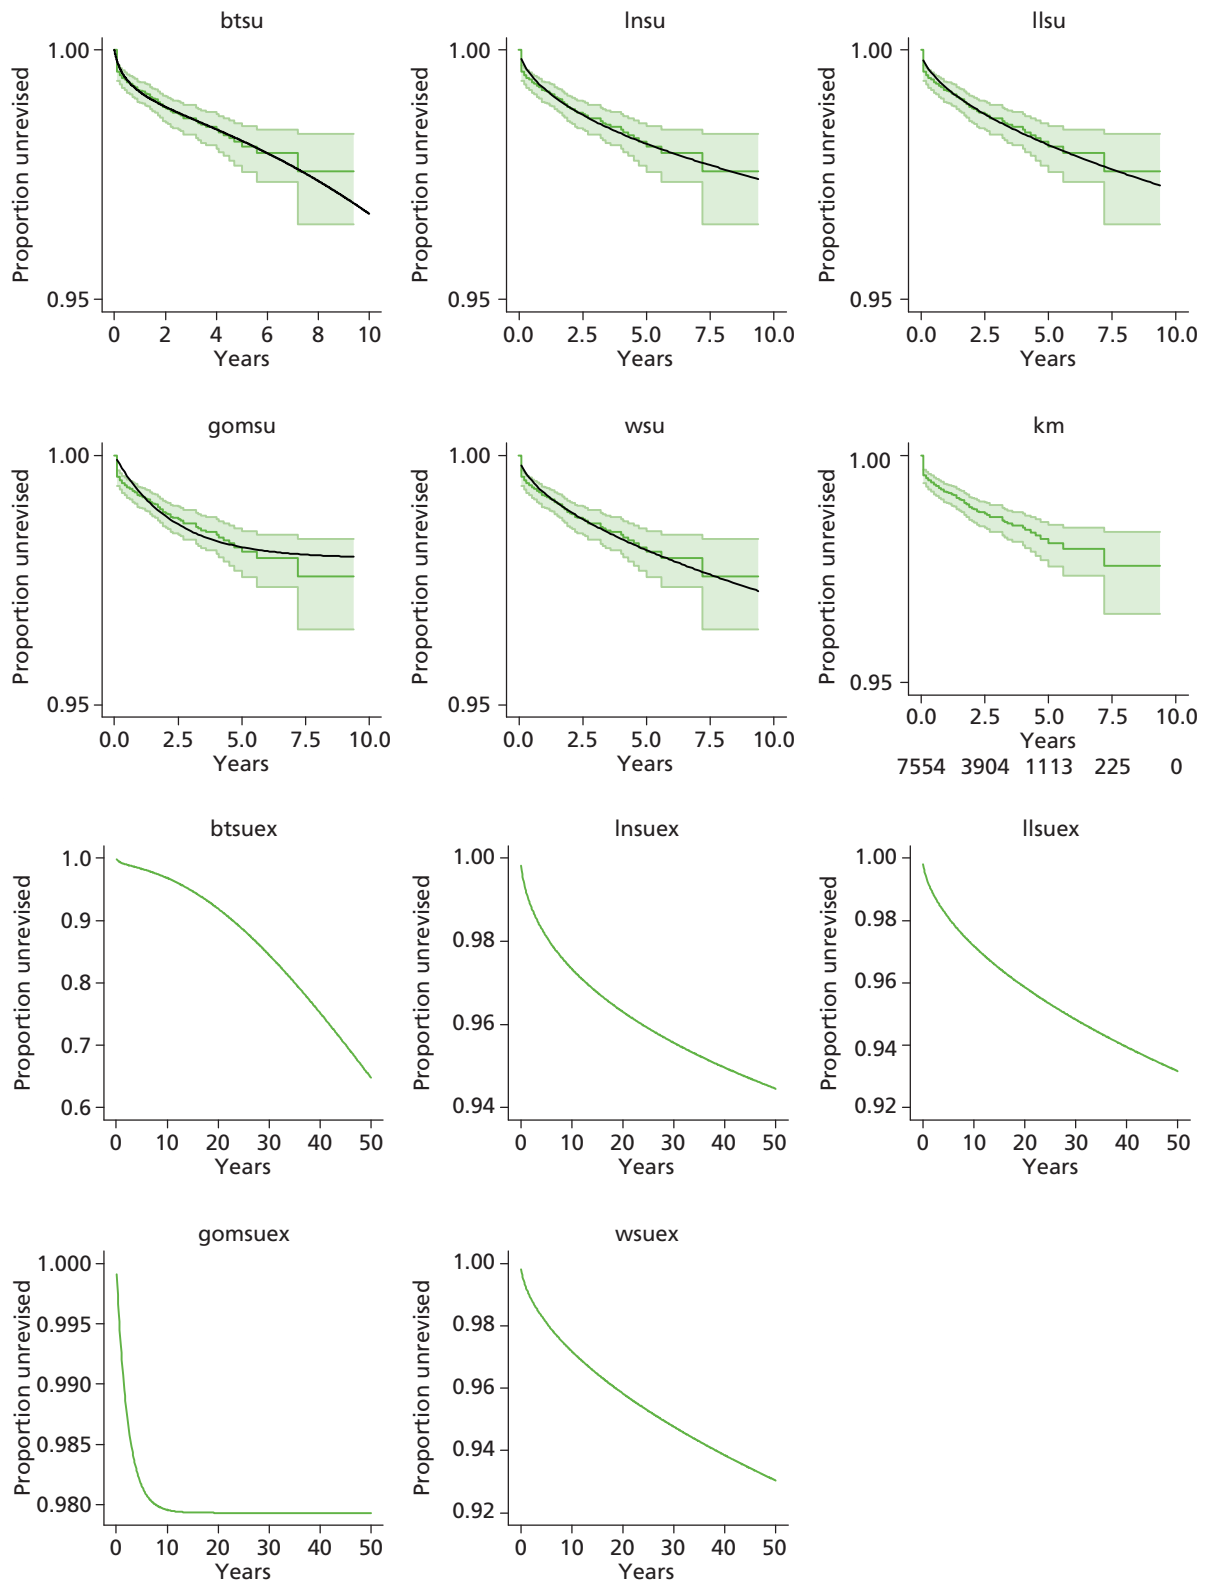 btsu
lnsu
llsu
Proportion unrevised
1.00
0.95
0 2 4 6 8 10
Years
Proportion unrevised
1.00
0.95
0.0 2.5 5.0 7.5 10.0
Years
Proportion unrevised
1.00
0.95
0.0 2.5 5.0 7.5 10.0
Years
gomsu
wsu
km
Proportion unrevised
1.00
0.95
0.0 2.5 5.0 7.5 10.0
Years
Proportion unrevised
1.00
0.95
0.0 2.5 5.0 7.5 10.0
Years
Proportion unrevised
1.00
0.95
0.0 2.5 5.0 7.5 10.0
Years
7554 3904 1113 225 0
btsuex
lnsuex
llsuex
Proportion unrevised
1.0
0.9
0.8
0.7
0.6
0 10 20 30 40 50
Years
Proportion unrevised
1.00
0.98
0.96
0.94
0 10 20 30 40 50
Years
Proportion unrevised
1.00
0.98
0.96
0.94
0.92
0 10 20 30 40 50
Years
gomsuex
wsuex
Proportion unrevised
1.000
0.995
0.990
0.985
0.980
0 10 20 30 40 50
Years
Proportion unrevised
1.00
0.98
0.96
0.94
0.92
0 10 20 30 40 50
Years